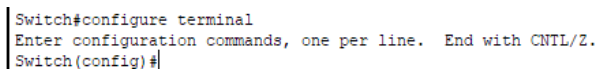 Switch#configure terminal
Enter configuration commands, one per line.  End with CNTL/Z.
Switch(config)#